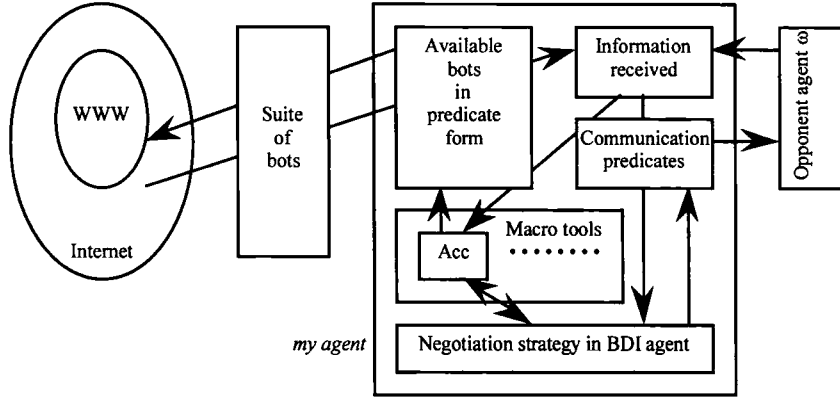 WWW
Internet
Suite
of
bots
Available
bots
in
predicate
form
Information
received
Communication
predicates
Opponent agent ω
Macro tools
Acc
Negotiation strategy in BDI agent
my agent